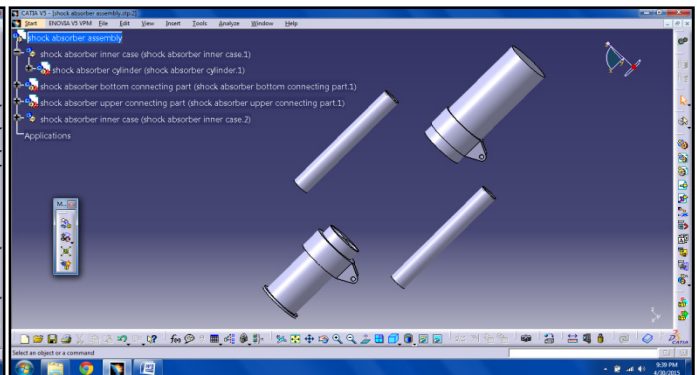 CATIA V5 - [shock absorber assembly.stp:2]
Start ENOVIA V5 VPM File Edit View Insert Tools Analyze Window Help
shock absorber assembly
shock absorber inner case (shock absorber inner case.1)
shock absorber cylinder (shock absorber cylinder.1)
shock absorber bottom connecting part (shock absorber bottom connecting part.1)
shock absorber upper connecting part (shock absorber upper connecting part.1)
shock absorber inner case (shock absorber inner case.2)
Applications
M...
Select an object or a command
CATIA
9:39 PM
4/30/2015